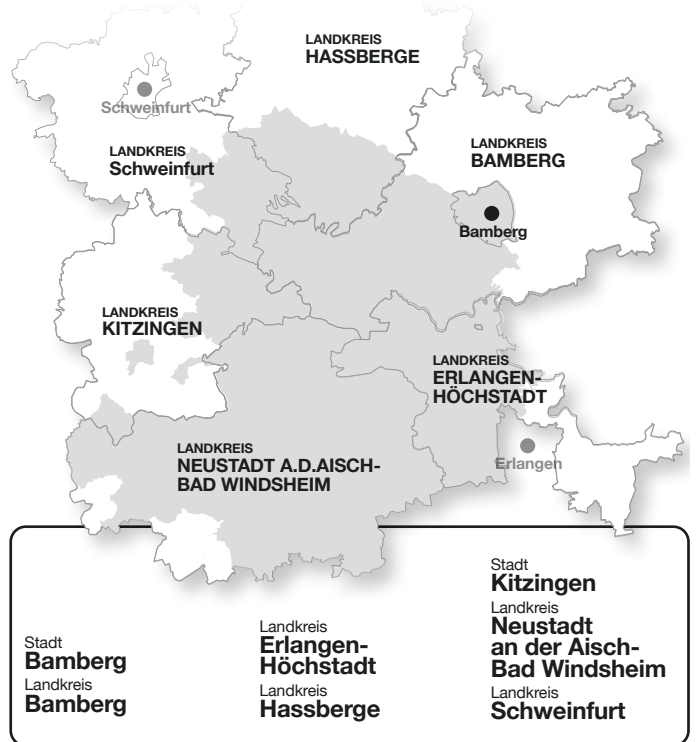 LANDKREIS
HASSBERGE
Schweinfurt
LANDKREIS
Schweinfurt
LANDKREIS
BAMBERG
Bamberg
LANDKREIS
KITZINGEN
LANDKREIS
ERLANGEN-
HÖCHSTADT
LANDKREIS
NEUSTADT A.D.AISCH-
BAD WINDSHEIM
Erlangen
Stadt
Bamberg
Landkreis
Bamberg
Landkreis
Erlangen-
Höchstadt
Landkreis
Hassberge
Stadt
Kitzingen
Landkreis
Neustadt
an der Aisch-
Bad Windsheim
Landkreis
Schweinfurt